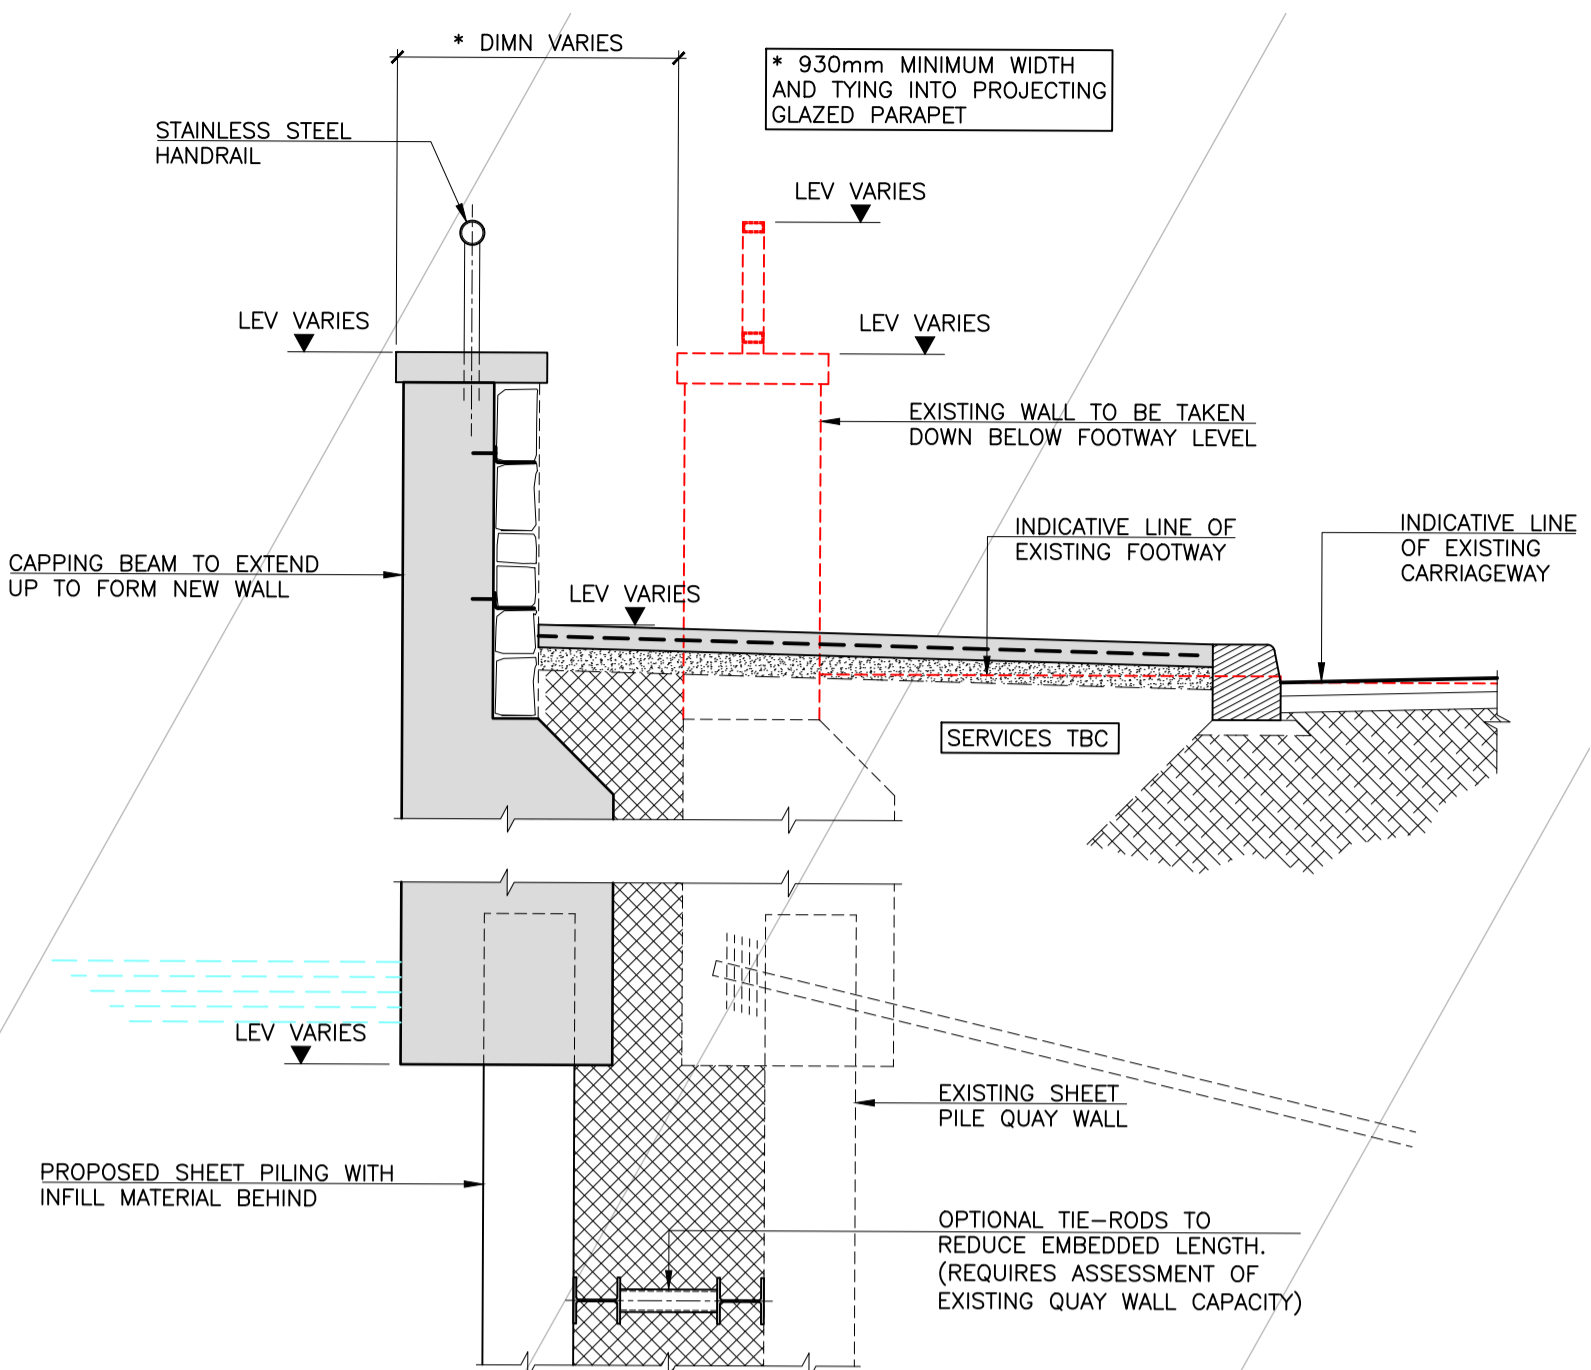 * DIMN VARIES
* 930mm MINIMUM WIDTH
AND TYING INTO PROJECTING
GLAZED PARAPET
STAINLESS STEEL
HANDRAIL
LEV VARIES
LEV VARIES
LEV VARIES
EXISTING WALL TO BE TAKEN
DOWN BELOW FOOTWAY LEVEL
INDICATIVE LINE OF
EXISTING FOOTWAY
INDICATIVE LINE
OF EXISTING
CARRIAGEWAY
CAPPING BEAM TO EXTEND
UP TO FORM NEW WALL
LEV VARIES
SERVICES TBC
LEV VARIES
EXISTING SHEET
PILE QUAY WALL
PROPOSED SHEET PILING WITH
INFILL MATERIAL BEHIND
OPTIONAL TIE-RODS TO
REDUCE EMBEDDED LENGTH.
(REQUIRES ASSESSMENT OF
EXISTING QUAY WALL CAPACITY)